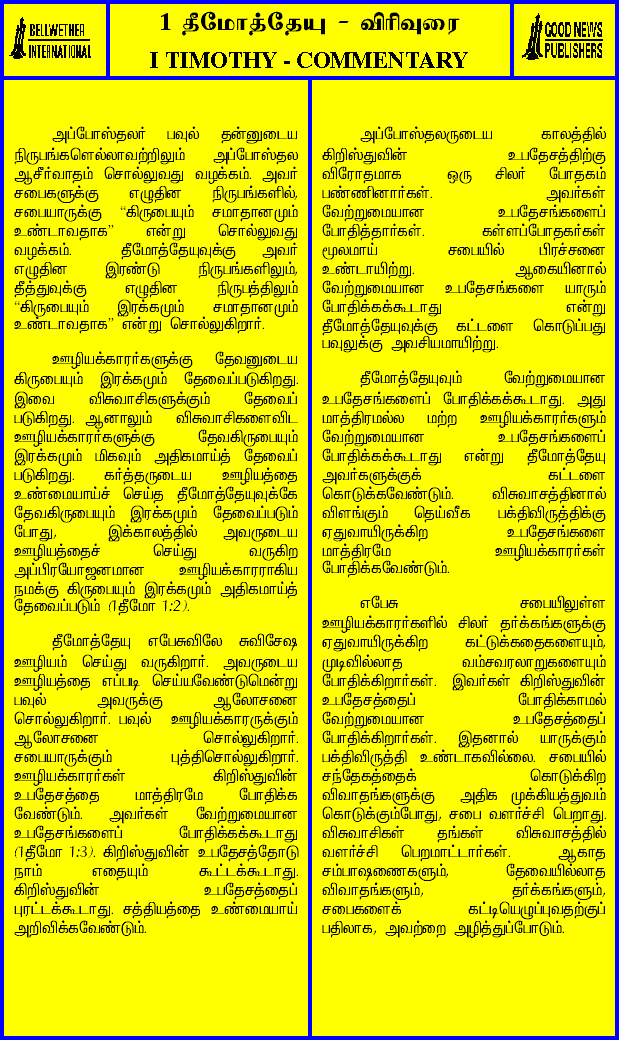 BELLWETHER
INTERNATIONAL
1 தீமோத்தேயு - விரிவுரை
I TIMOTHY - COMMENTARY
GOOD NEWS
PUBLISHERS
அப்போஸ்தலர் பவுல் தன்னுடைய
நிருபங்களெல்லாவற்றிலும் அப்போஸ்தல
ஆசீர்வாதம் சொல்லுவது வழக்கம். அவர்
சபைகளுக்கு எழுதின நிருபங்களில்,
சபையாருக்கு “கிருபையும் சமாதானமும்
உண்டாவதாக” என்று சொல்லுவது
வழக்கம். தீமோத்தேயுவுக்கு அவர்
எழுதின இரண்டு நிருபங்களிலும்,
தீத்துவுக்கு எழுதின நிருபத்திலும்
“கிருபையும் இரக்கமும் சமாதானமும்
உண்டாவதாக” என்று சொல்லுகிறார்.
ஊழியக்காரர்களுக்கு தேவனுடைய
கிருபையும் இரக்கமும் தேவைப்படுகிறது.
இவை விசுவாசிகளுக்கும் தேவைப்
படுகிறது. ஆனாலும் விசுவாசிகளைவிட
ஊழியக்காரர்களுக்கு தேவகிருபையும்
இரக்கமும் மிகவும் அதிகமாய்த் தேவைப்
படுகிறது. கர்த்தருடைய ஊழியத்தை
உண்மையாய்ச் செய்த தீமோத்தேயுவுக்கே
தேவகிருபையும் இரக்கமும் தேவைப்படும்
போது, இக்காலத்தில் அவருடைய
ஊழியத்தைச் செய்து வருகிற
அப்பிரயோஜனமான ஊழியக்காரராகிய
நமக்கு கிருபையும் இரக்கமும் அதிகமாய்த்
தேவைப்படும் (1தீமோ 1:2).
தீமோத்தேயு எபேசுவிலே சுவிசேஷ
ஊழியம் செய்து வருகிறார். அவருடைய
ஊழியத்தை எப்படி செய்யவேண்டுமென்று
பவுல் அவருக்கு ஆலோசனை
சொல்லுகிறார். பவுல் ஊழியக்காரருக்கும்
ஆலோசனை சொல்லுகிறார்.
சபையாருக்கும் புத்திசொல்லுகிறார்.
ஊழியக்காரர்கள் கிறிஸ்துவின்
உபதேசத்தை மாத்திரமே போதிக்க
வேண்டும். அவர்கள் வேற்றுமையான
உபதேசங்களைப் போதிக்கக்கூடாது
(1தீமோ 1:3). கிறிஸ்துவின் உபதேசத்தோடு
நாம் எதையும் கூட்டக்கூடாது.
கிறிஸ்துவின் உபதேசத்தைப்
புரட்டக்கூடாது. சத்தியத்தை உண்மையாய்
அறிவிக்கவேண்டும்.
அப்போஸ்தலருடைய காலத்தில்
கிறிஸ்துவின் உபதேசத்திற்கு
விரோதமாக ஒரு சிலர் போதகம்
பண்ணினார்கள். அவர்கள்
வேற்றுமையான உபதேசங்களைப்
போதித்தார்கள். கள்ளப்போதகர்கள்
மூலமாய் சபையில் பிரச்சனை
உண்டாயிற்று. ஆகையினால்
வேற்றுமையான உபதேசங்களை யாரும்
போதிக்கக்கூடாது என்று
தீமோத்தேயுவுக்கு கட்டளை கொடுப்பது
பவுலுக்கு அவசியமாயிற்று.
தீமோத்தேயுவும் வேற்றுமையான
உபதேசங்களைப் போதிக்கக்கூடாது. அது
மாத்திரமல்ல மற்ற ஊழியக்காரர்களும்
வேற்றுமையான உபதேசங்களைப்
போதிக்கக்கூடாது என்று தீமோத்தேயு
அவர்களுக்குக் கட்டளை
கொடுக்கவேண்டும். விசுவாசத்தினால்
விளங்கும் தெய்வீக பக்திவிருத்திக்கு
ஏதுவாயிருக்கிற உபதேசங்களை
மாத்திரமே ஊழியக்காரர்கள்
போதிக்கவேண்டும்.
எபேசு சபையிலுள்ள
ஊழியக்காரர்களில் சிலர் தர்க்கங்களுக்கு
ஏதுவாயிருக்கிற கட்டுக்கதைகளையும்,
முடிவில்லாத வம்சவரலாறுகளையும்
போதிக்கிறார்கள். இவர்கள் கிறிஸ்துவின்
உபதேசத்தைப் போதிக்காமல்
வேற்றுமையான உபதேசத்தைப்
போதிக்கிறார்கள். இதனால் யாருக்கும்
பக்திவிருத்தி உண்டாகவில்லை. சபையில்
சந்தேகத்தைக் கொடுக்கிற
விவாதங்களுக்கு அதிக முக்கியத்துவம்
கொடுக்கும்போது, சபை வளர்ச்சி பெறாது.
விசுவாசிகள் தங்கள் விசுவாசத்தில்
வளர்ச்சி பெறமாட்டார்கள். ஆகாத
சம்பாஷணைகளும், தேவையில்லாத
விவாதங்களும், தர்க்கங்களும்,
சபைகளைக் கட்டியெழுப்புவதற்குப்
பதிலாக, அவற்றை அழித்துப்போடும்.